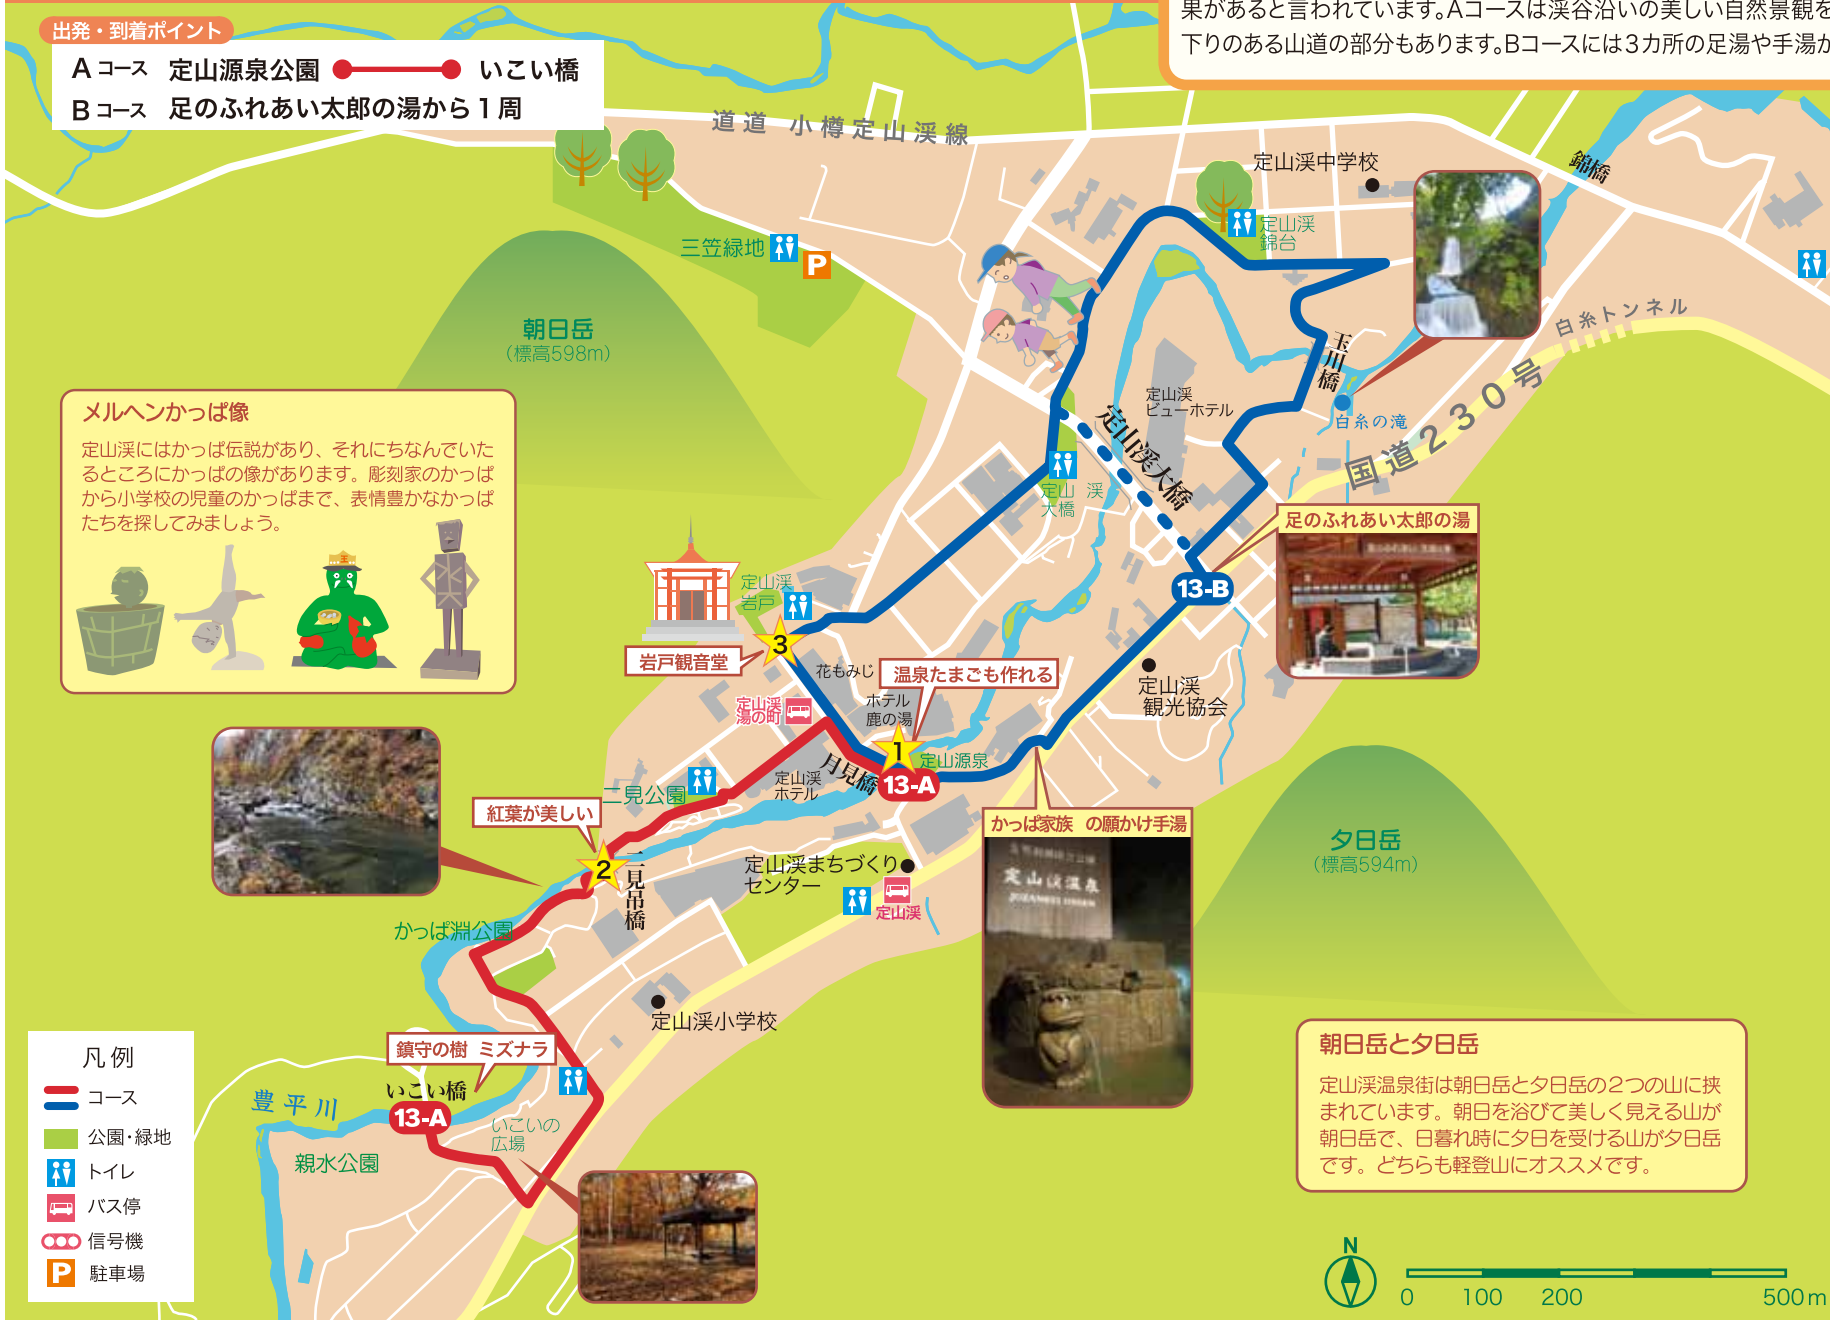 果があると言われています。Aコースは渓谷沿いの美しい自然景観を
下りのある山道の部分もあります。Bコースには3カ所の足湯や手湯が
出発・到着ポイント
A コース 定山源泉公園 いこい橋
B コース 足のふれあい太郎の湯から1周
道道 小樽定山渓線
定山渓中学校
錦橋
定山渓
錦台
三笠緑地
P
朝日岳
(標高598m)
白糸トンネル
玉川橋
白糸の滝
国道230号
定山渓
ビューホテル
定山渓大橋
定山 渓
大橋
メルヘンかっぱ像
定山渓にはかっぱ伝説があり、それにちなんでいた
るところにかっぱの像があります。彫刻家のかっぱ
から小学校の児童のかっぱまで、表情豊かなかっぱ
たちを探してみましょう。
足のふれあい太郎の湯
13-B
定山渓
岩戸
3
岩戸観音堂
花もみじ
温泉たまごも作れる
ホテル
鹿の湯
定山渓
湯の町
1
定山源泉
13-A
月見橋
定山渓
ホテル
定山渓
観光協会
二見公園
紅葉が美しい
2
二見吊橋
かっぱ家族 の願かけ手湯
定山渓温泉
JOZANKEI ONSEN
定山渓まちづくり
センター
定山渓
夕日岳
(標高594m)
かっぱ淵公園
定山渓小学校
鎮守の樹 ミズナラ
いこい橋
13-A
豊平川
いこいの
広場
親水公園
凡例
コース
公園・緑地
トイレ
バス停
信号機
P 駐車場
朝日岳と夕日岳
定山渓温泉街は朝日岳と夕日岳の2つの山に挟
まれています。朝日を浴びて美しく見える山が
朝日岳で、日暮れ時に夕日を受ける山が夕日岳
です。どちらも軽登山にオススメです。
N
0 100 200 500m